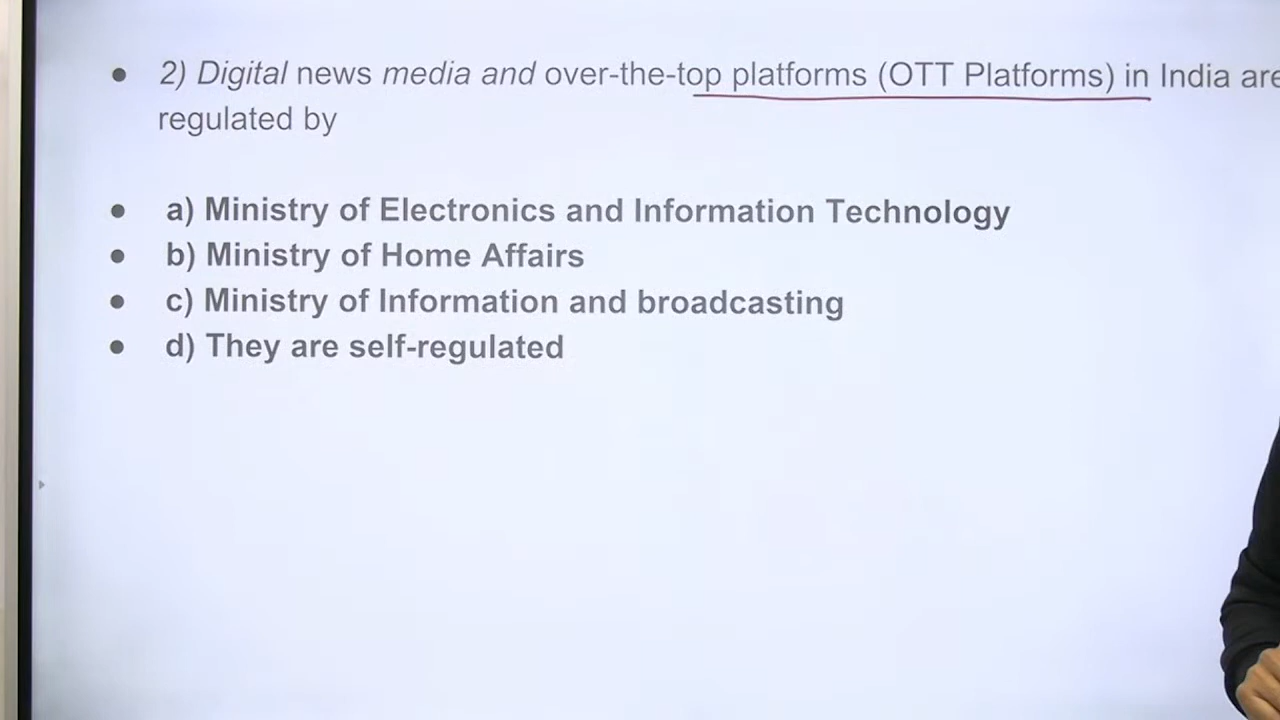 ● 2) Digital news media and over-the-top platforms (OTT Platforms) in India are
regulated by
● a) Ministry of Electronics and Information Technology
● b) Ministry of Home Affairs
● c) Ministry of Information and broadcasting
● d) They are self-regulated